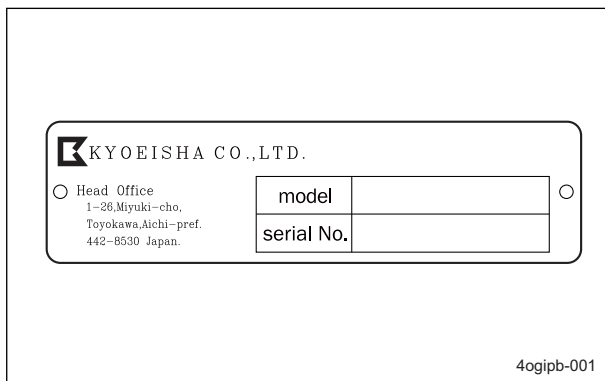 KYOEISHA CO.,LTD.
Head Office
1-26,Miyuki-cho,
Toyokawa,Aichi-pref.
442-8530 Japan.
model
serial No.
4ogipb-001